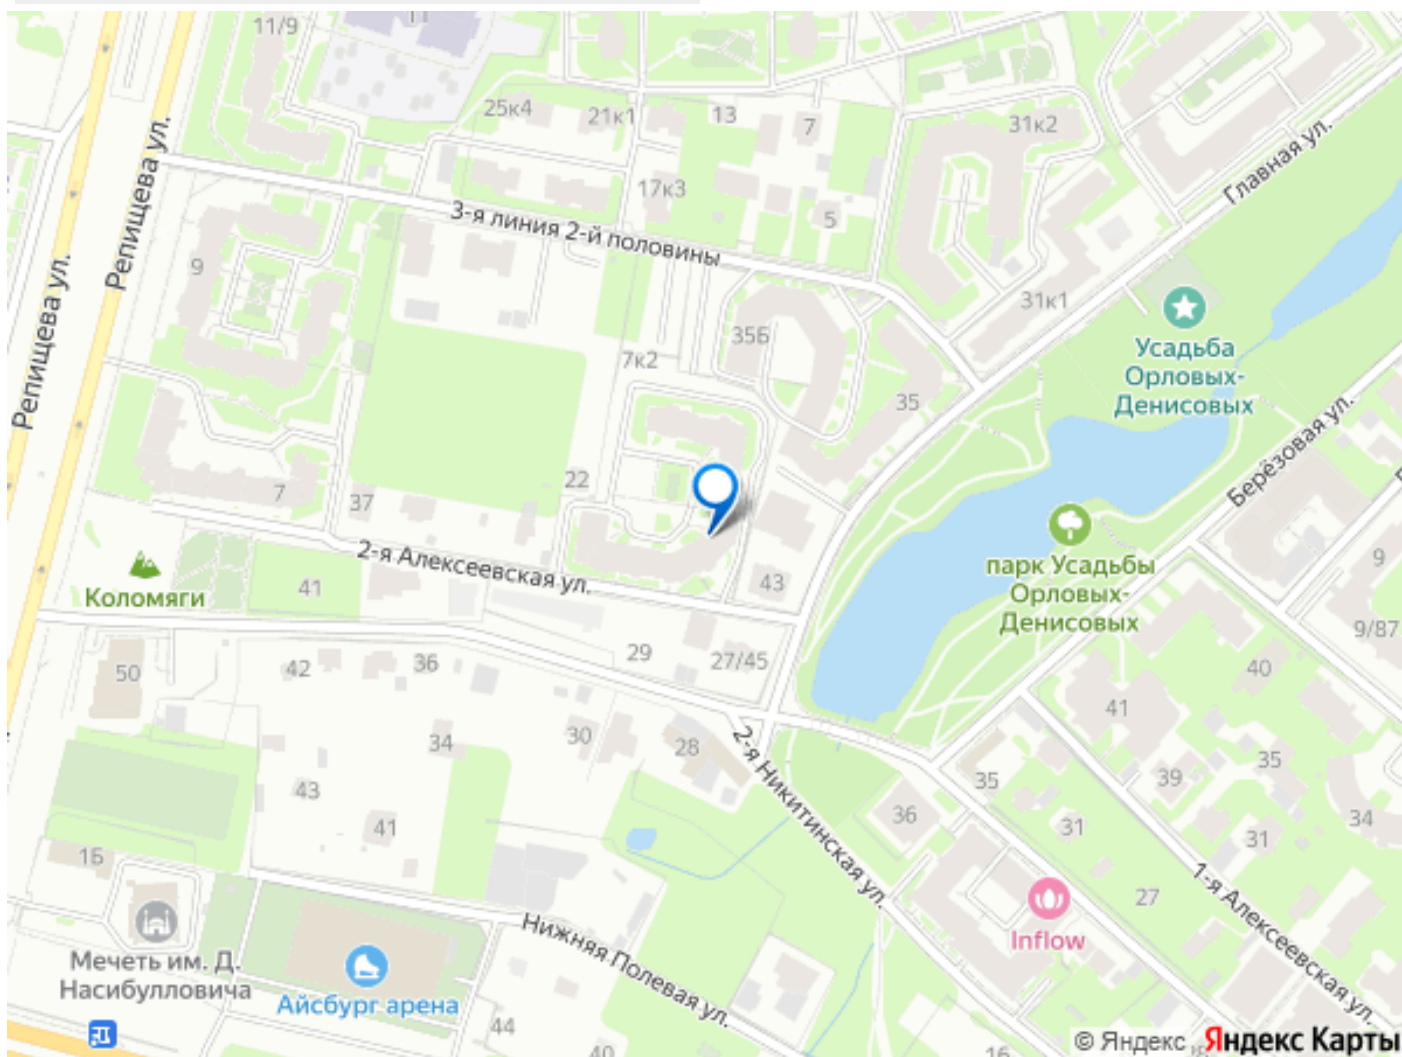 11
11/9
25к4
21к1
13
7
31к2
Главная ул.
Репищева ул.
17к3
3-я линия 2-й половины
5
9
Репищева ул.
31к1
35Б
7к2
Усадьба
Орловых-
Денисовых
35
Берёзовая ул.
22
7
37
2-я Алексеевская ул.
парк Усадьбы
Орловых-
Денисовых
9
Коломяги
41
43
9/87
29
27/45
36
42
50
40
41
34
30
28
2-я Никитинская ул.
35
39
35
43
41
36
31
31
34
1Б
27
1-я Алексеевская ул.
Нижняя Полевая ул.
Inflow
Мечеть им. Д.
Насибулловича
Айсбург арена
44
40
16
© Яндекс Яндекс Карты